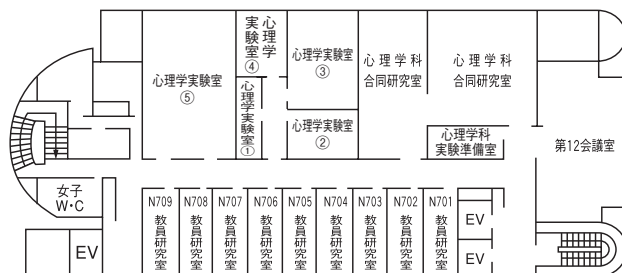 心理学実験室
⑤
心理学
実験室
④
心理学実験室①
心理学実験室
③
心理学実験室
②
心理学科
合同研究室
心理学科
合同研究室
心理学科
実験準備室
第12会議室
女子
W・C
EV
N709
教員研究室
N708
教員研究室
N707
教員研究室
N706
教員研究室
N705
教員研究室
N704
教員研究室
N703
教員研究室
N702
教員研究室
N701
教員研究室
EV
EV